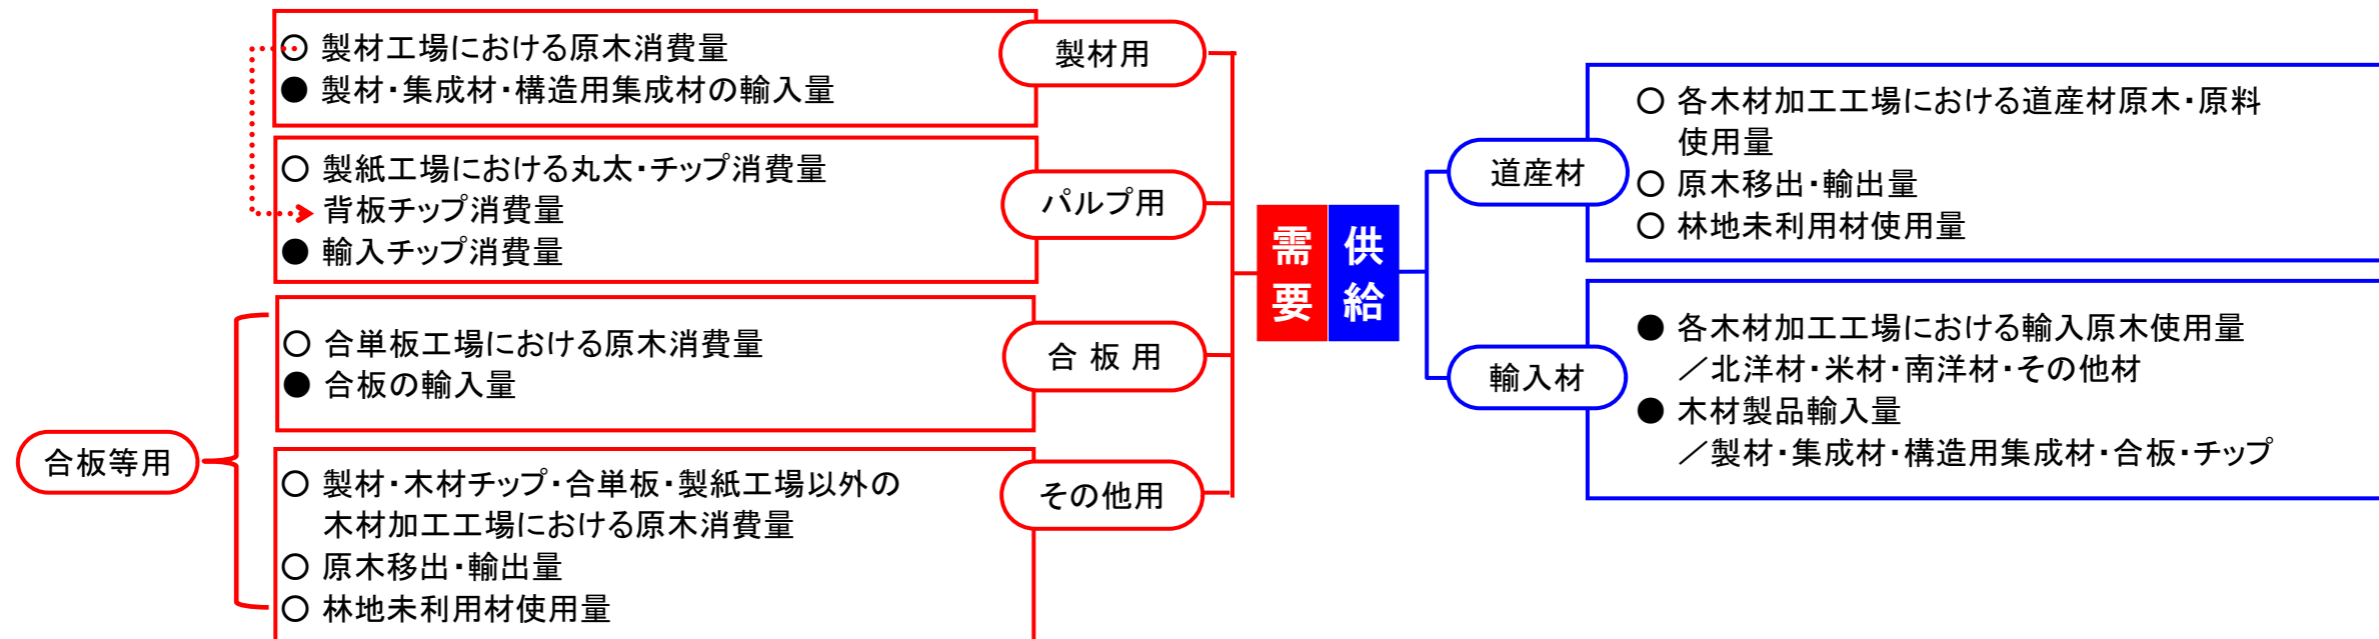 ○ 製材工場における原木消費量
● 製材・集成材・構造用集成材の輸入量
製材用
○ 製紙工場における丸太・チップ消費量
背板チップ消費量
● 輸入チップ消費量
パルプ用
○ 合単板工場における原木消費量
● 合板の輸入量
合 板 用
合板等用
○ 製材・木材チップ・合単板・製紙工場以外の
木材加工工場における原木消費量
○ 原木移出・輸出量
○ 林地未利用材使用量
その他用
需要
供給
道産材
○ 各木材加工工場における道産材原木・原料
使用量
○ 原木移出・輸出量
○ 林地未利用材使用量
輸入材
● 各木材加工工場における輸入原木使用量
／北洋材・米材・南洋材・その他材
● 木材製品輸入量
／製材・集成材・構造用集成材・合板・チップ